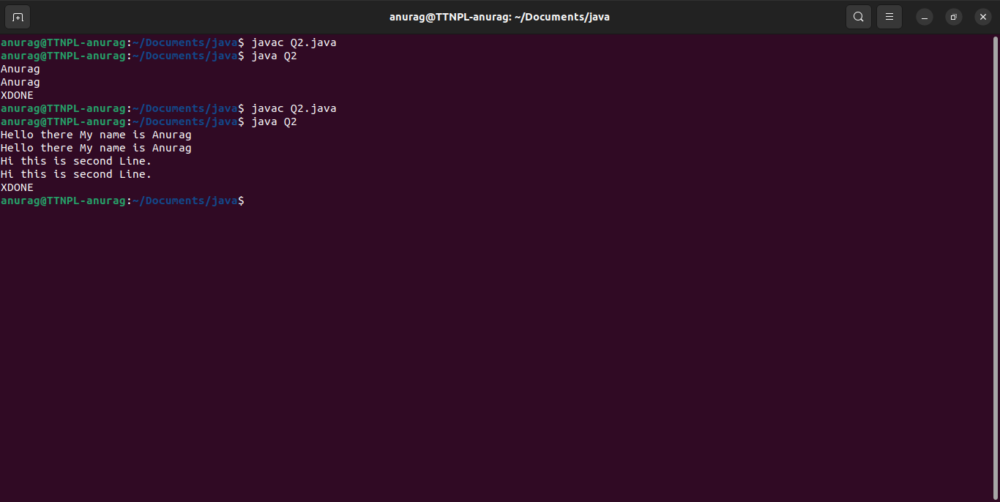 anurag@TTNPL-anurag: ~/Documents/java
anurag@TTNPL-anurag:~/Documents/java$ javac Q2.java
anurag@TTNPL-anurag:~/Documents/java$ java Q2
Anurag
Anurag
XDONE
anurag@TTNPL-anurag:~/Documents/java$ javac Q2.java
anurag@TTNPL-anurag:~/Documents/java$ java Q2
Hello there My name is Anurag
Hello there My name is Anurag
Hi this is second Line.
Hi this is second Line.
XDONE
anurag@TTNPL-anurag:~/Documents/java$